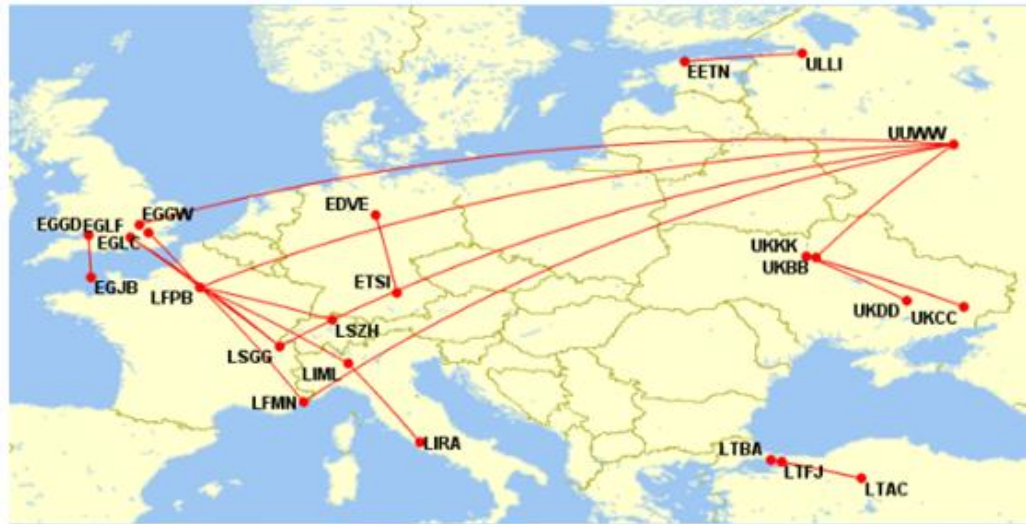 ULLI
EETN
UUWW
EDVE
EGGW
EGGD
EGLF
EGLC
UKKK
UKBB
EGJB
LFPB
ETSI
UKDD
UKCC
LSZH
LSGG
LIML
LFMN
LIRA
LTBA
LTFJ
LTAC